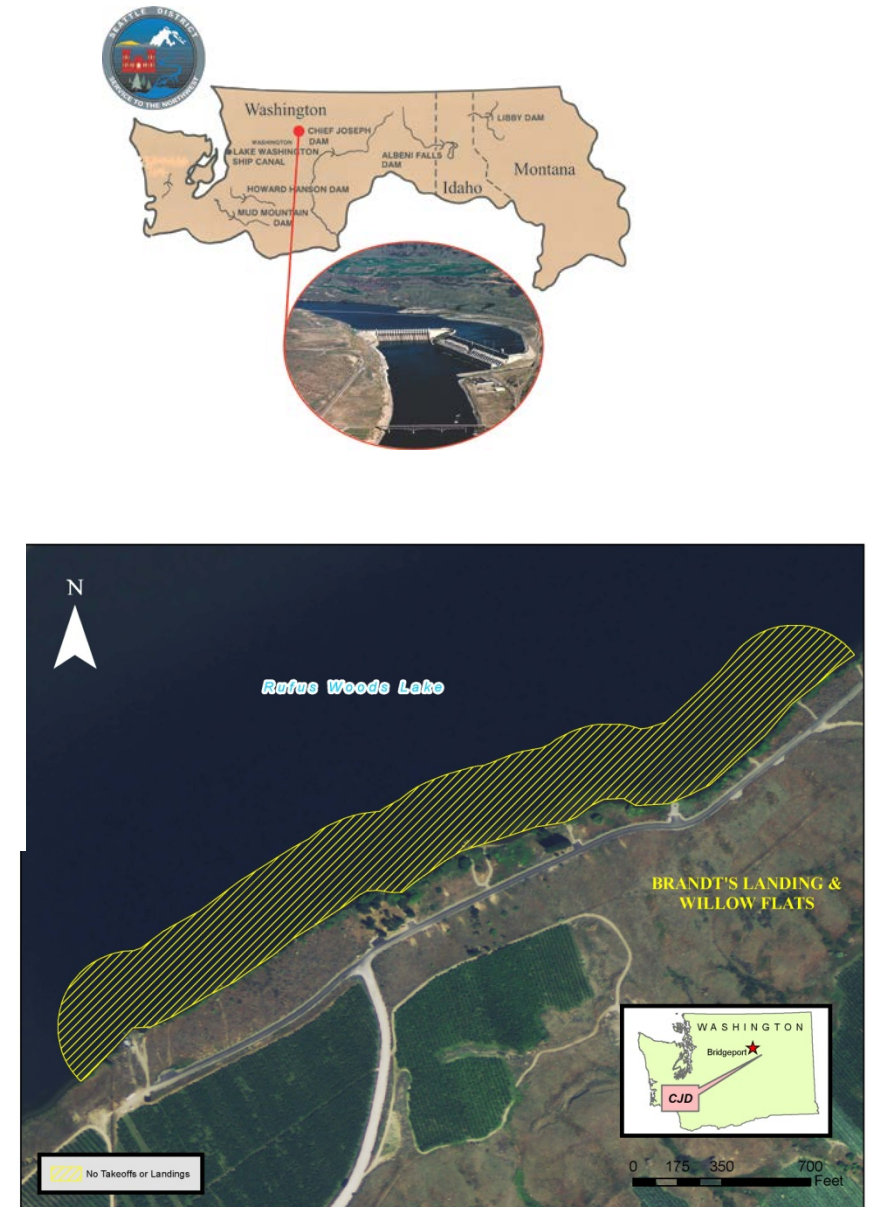 SEATTLE DISTRICT
SERVICE TO THE NORTHWEST
Washington
CHIEF JOSEPH
DAM
WASHINGTON
LAKE WASHINGTON
SHIP CANAL
HOWARD HANSON DAM
MUD MOUNTAIN
DAM
ALBENI FALLS
DAM
LIBBY DAM
Idaho
Montana
N
Rufus Woods Lake
BRANDT'S LANDING &
WILLOW FLATS
WASHINGTON
Bridgeport
CJD
No Takeoffs or Landings
0 175 350 700
Feet